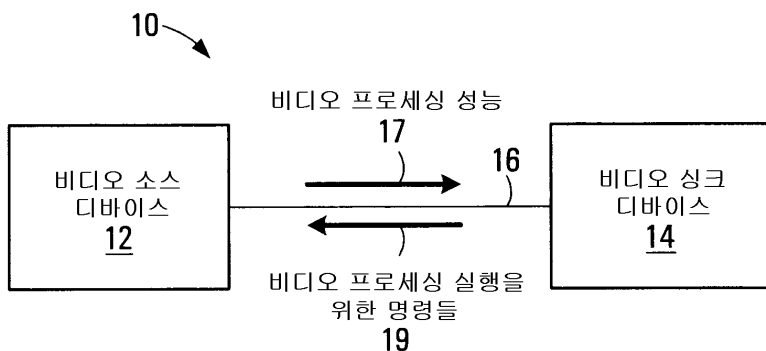 10
비디오 프로세싱 성능
17
비디오 소스
디바이스
12
16
비디오 싱크
디바이스
14
비디오 프로세싱 실행을
위한 명령들
19